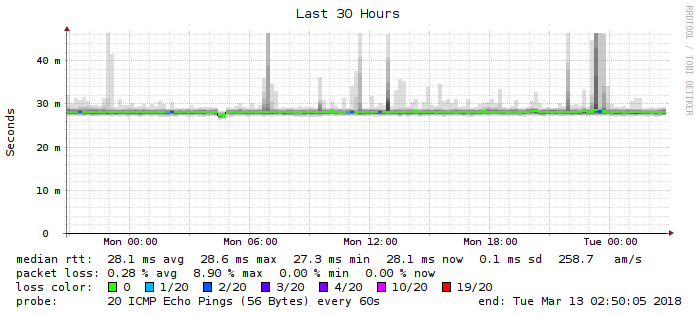 Last 30 Hours
RRDTOOL / TOBI OETIKER
Seconds
40 m
30 m
20 m
10 m
0
Mon 00:00 Mon 06:00 Mon 12:00 Mon 18:00 Tue 00:00
median rtt: 28.1 ms avg 28.6 ms max 27.3 ms min 28.1 ms now 0.1 ms sd 258.7 am/s
packet loss: 0.28 % avg 8.90 % max 0.00 % min 0.00 % now
loss color: 0 1/20 2/20 3/20 4/20 10/20 19/20
probe: 20 ICMP Echo Pings (56 Bytes) every 60s end: Tue Mar 13 02:50:05 2018